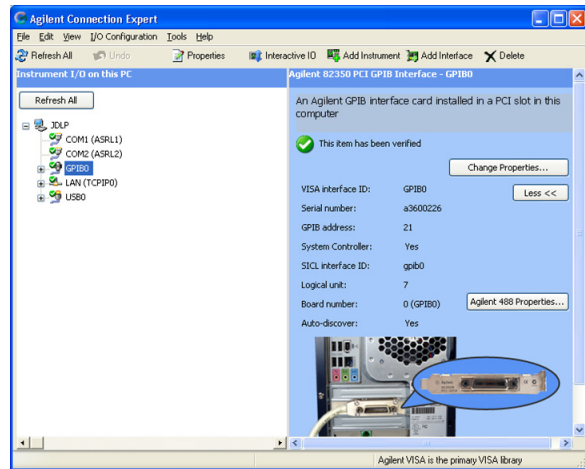 Agilent Connection Expert
File Edit View I/O Configuration Tools Help
Refresh All Undo Properties Interactive IO Add Instrument Add Interface Delete
Instrument I/O on this PC
Refresh All
JDLP
COM1 (ASRL1)
COM2 (ASRL2)
GPIB0
LAN (TCPIP0)
USB0
Agilent 82350 PCI GPIB Interface - GPIB0
An Agilent GPIB interface card installed in a PCI slot in this
computer
This item has been verified
Change Properties...
Less <<
VISA interface ID: GPIB0
Serial number: a3600226
GPIB address: 21
System Controller: Yes
SICL interface ID: gpib0
Logical unit: 7
Board number: 0 (GPIB0)
Agilent 488 Properties...
Auto-discover: Yes
Agilent VISA is the primary VISA library